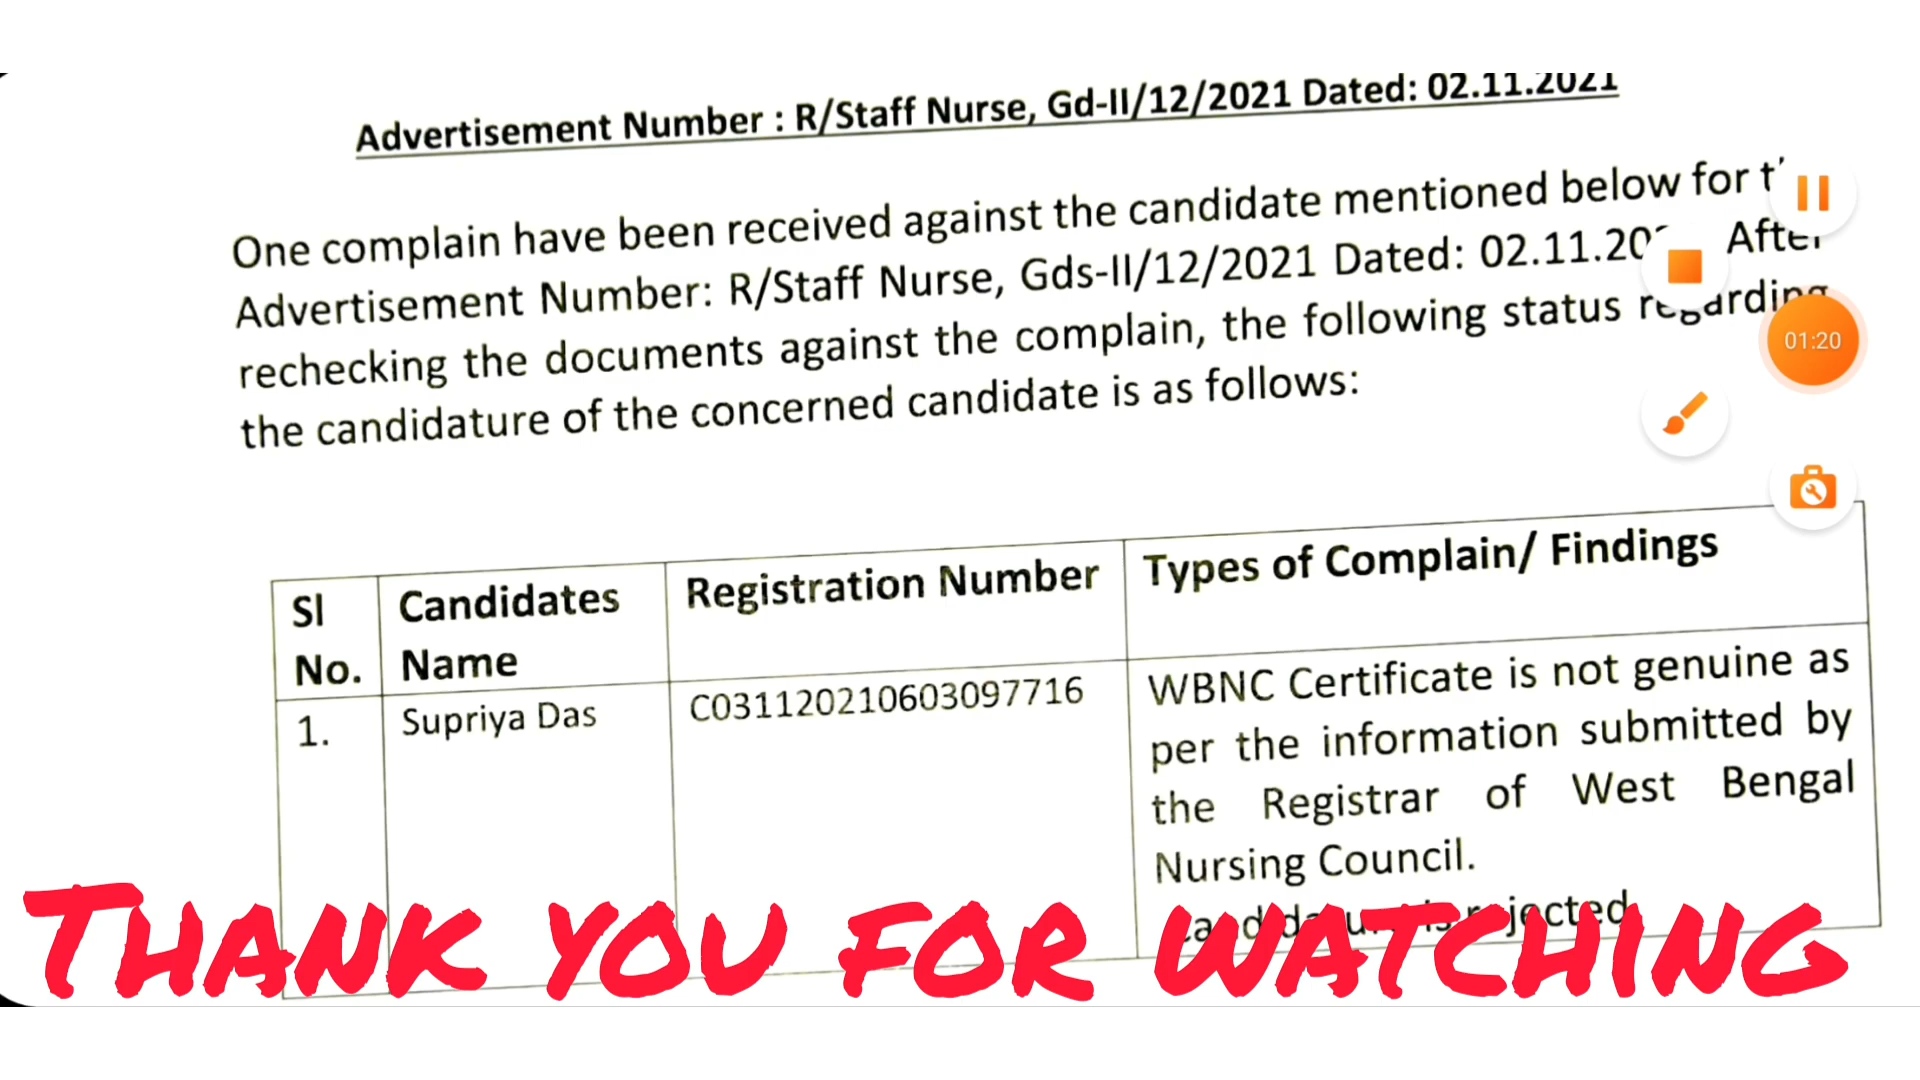 Advertisement Number : R/Staff Nurse, Gd-II/12/2021 Dated: 02.11.2021
One complain have been received against the candidate mentioned below for
Advertisement Number: R/Staff Nurse, Gds-II/12/2021 Dated: 02.11.20 After
rechecking the documents against the complain, the following status regarding
the candidature of the concerned candidate is as follows:
01:20
Sl No. Candidates Name Registration Number Types of Complain/ Findings
1. Supriya Das C031120210603097716 WBNC Certificate is not genuine as
per the information submitted by
the Registrar of West Bengal
Nursing Council.
rejected
THANK YOU FOR WATCHING